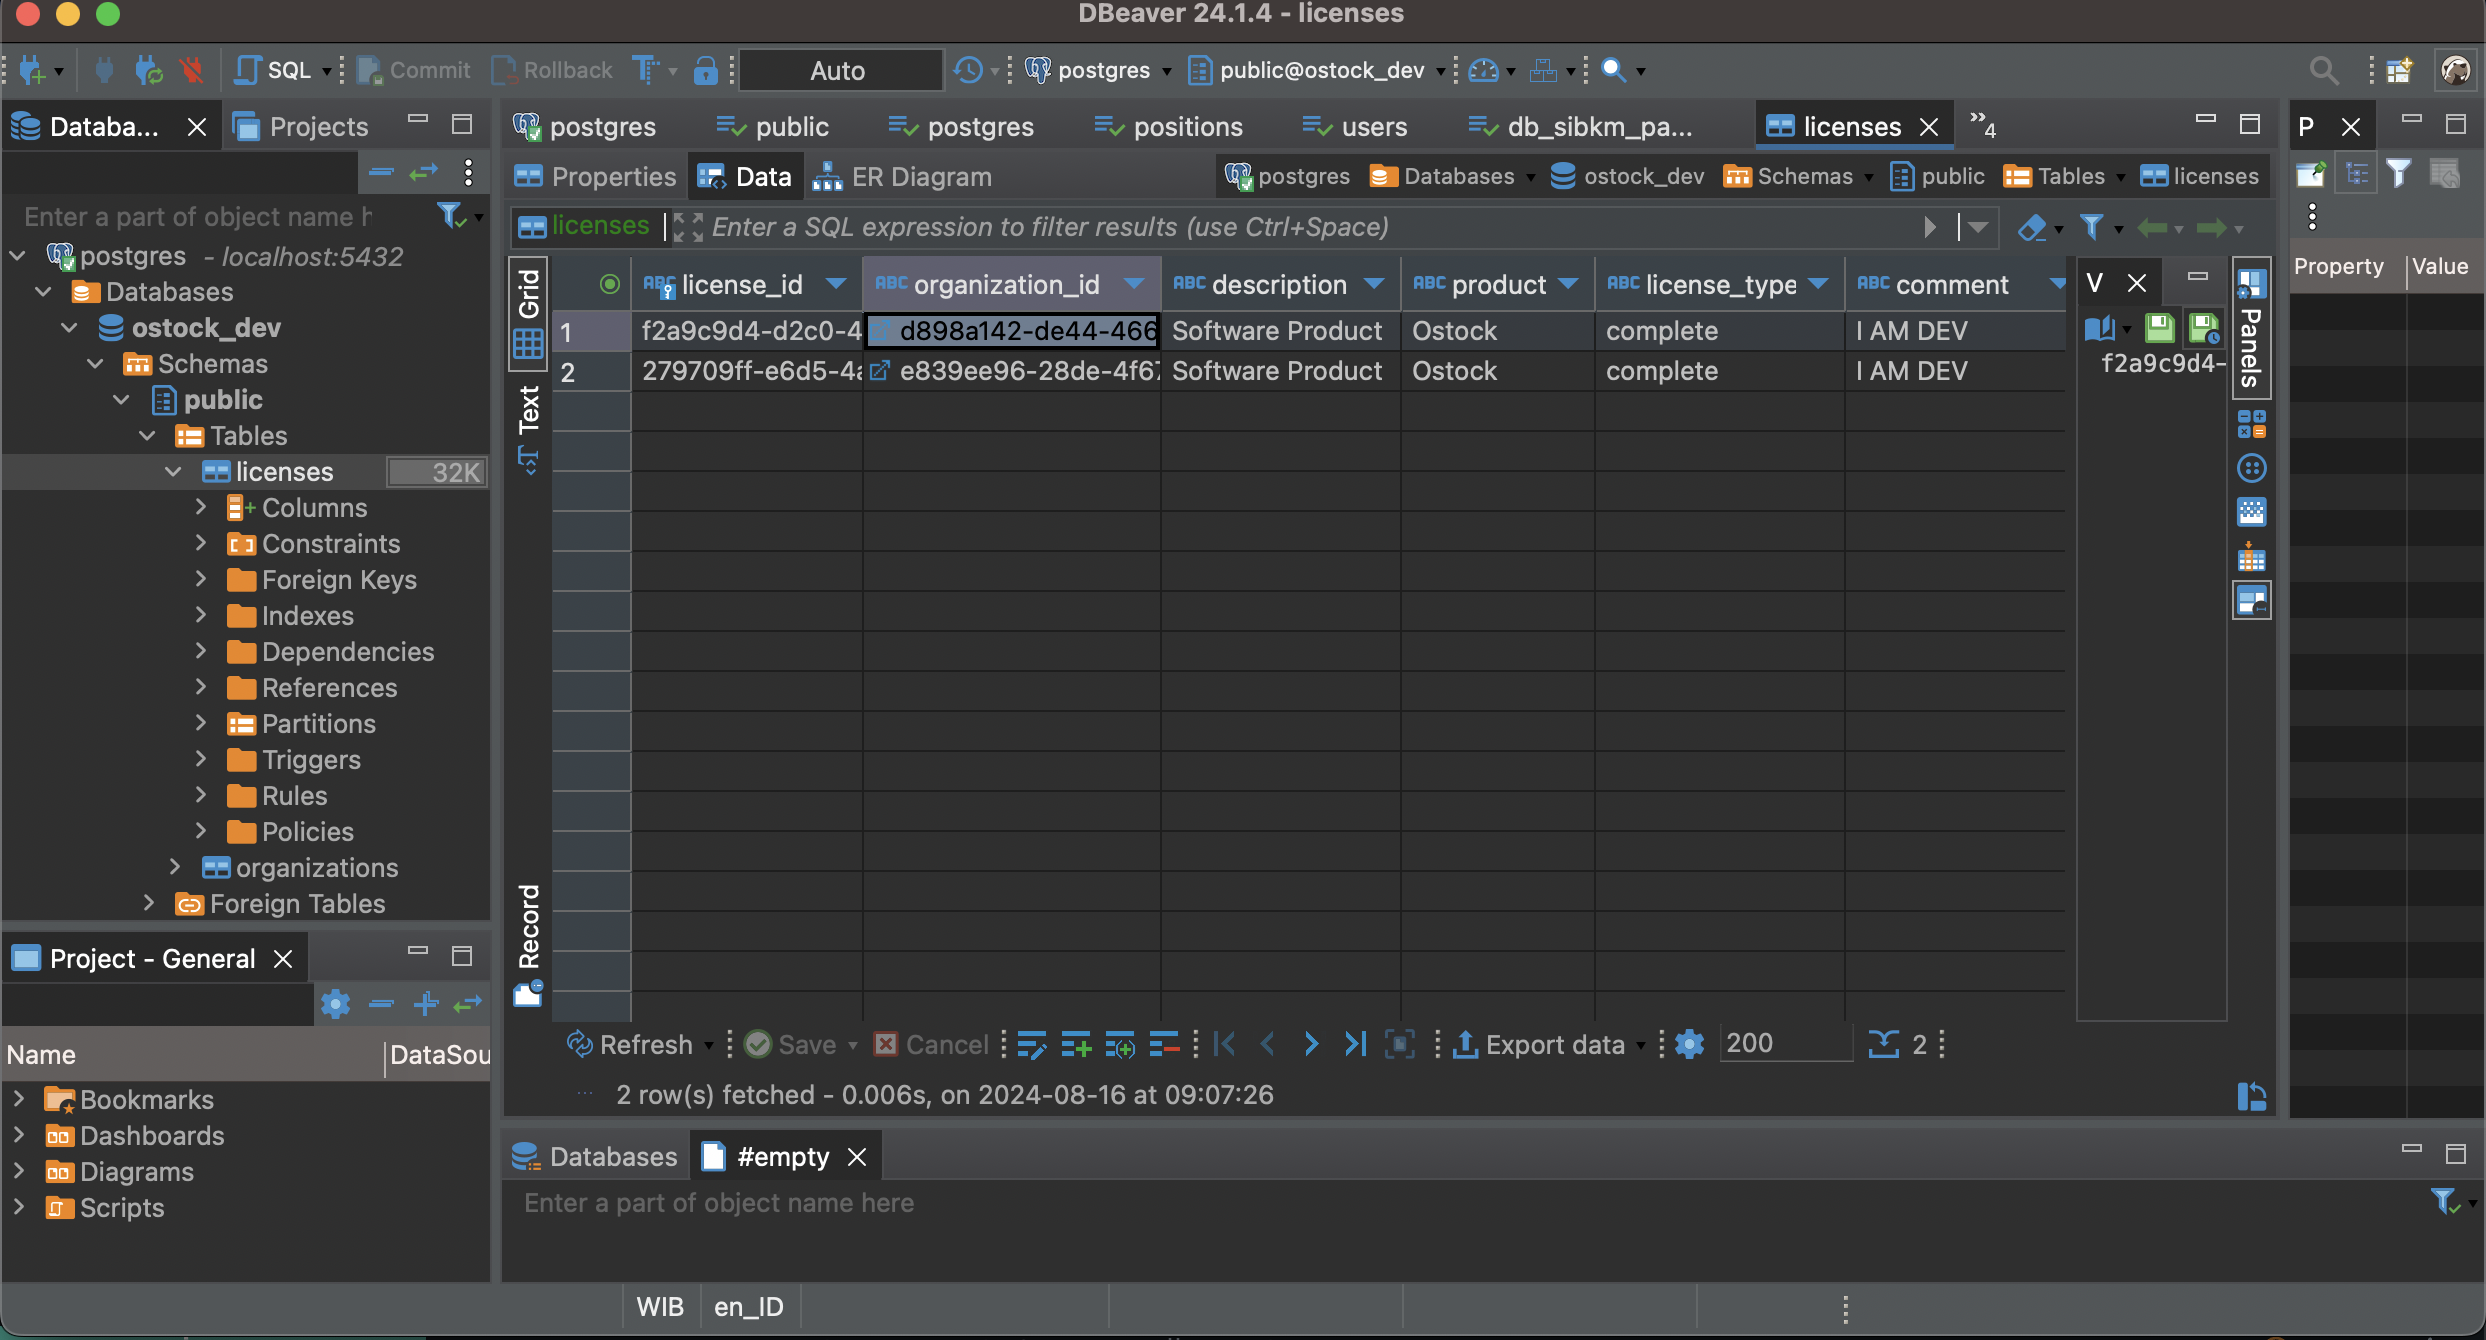 DBeaver 24.1.4 - licenses
SQL Commit Rollback Auto postgres public@ostock_dev
Databa... Projects
Enter a part of object name h
postgres - localhost:5432
Databases
ostock_dev
Schemas
public
Tables
licenses 32K
Columns
Constraints
Foreign Keys
Indexes
Dependencies
References
Partitions
Triggers
Rules
Policies
organizations
Foreign Tables
Project - General
Name DataSou
Bookmarks
Dashboards
Diagrams
Scripts
postgres public postgres positions users db_sibkm_pa... licenses »4
Properties Data ER Diagram postgres Databases ostock_dev Schemas public Tables licenses
licenses Enter a SQL expression to filter results (use Ctrl+Space)
Grid
Text
Record
ABC license_id ABC organization_id ABC description ABC product ABC license_type ABC comment
1 f2a9c9d4-d2c0-4 d898a142-de44-466 Software Product Ostock complete I AM DEV
2 279709ff-e6d5-4a e839ee96-28de-4f67 Software Product Ostock complete I AM DEV
V
f2a9c9d4-
Panels
Refresh Save Cancel Export data 200 2
2 row(s) fetched - 0.006s, on 2024-08-16 at 09:07:26
P
Property Value
Databases #empty
Enter a part of object name here
WIB en_ID